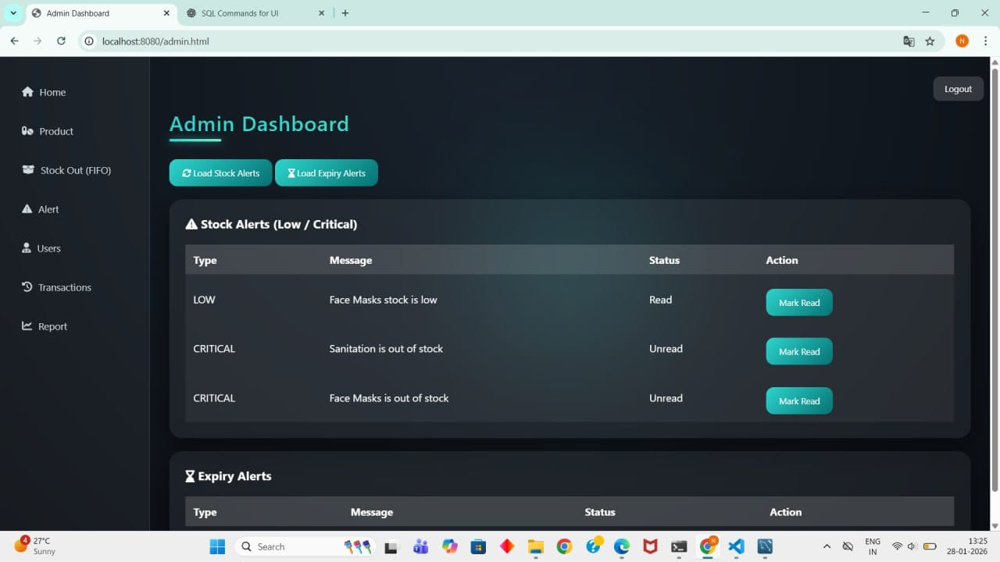 Admin Dashboard
SQL Commands for UI
localhost:8080/admin.html
N
Home
Product
Stock Out (FIFO)
Alert
Users
Transactions
Report
Logout
Admin Dashboard
Load Stock Alerts
Load Expiry Alerts
Stock Alerts (Low / Critical)
Type Message Status Action
LOW Face Masks stock is low Read Mark Read
CRITICAL Sanitation is out of stock Unread Mark Read
CRITICAL Face Masks is out of stock Unread Mark Read
Expiry Alerts
Type Message Status Action
4
27°C
Sunny
Search
N
ENG
IN
13:25
28-01-2026